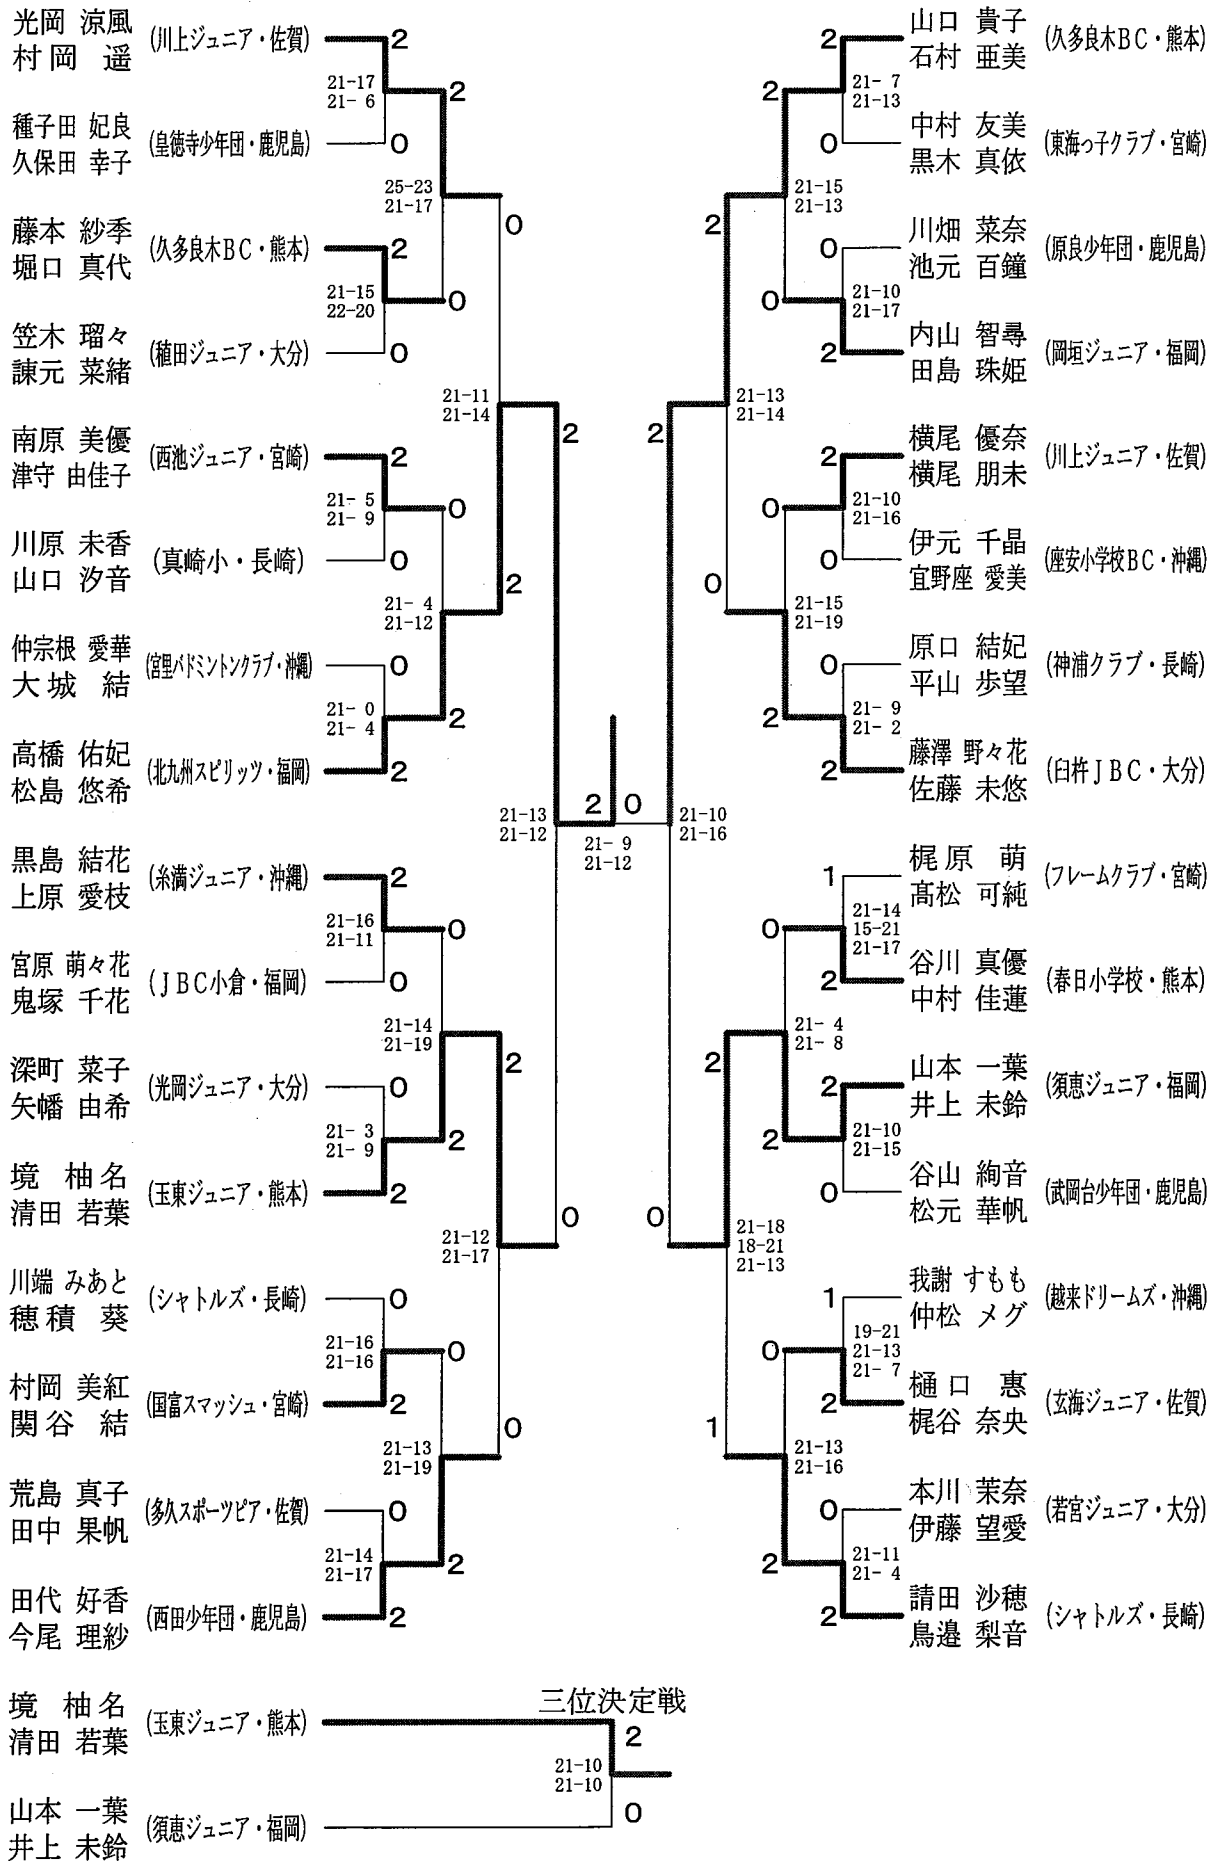 光岡 涼風
村岡 遥
(川上ジュニア・佐賀)
2
21-17
21- 6
2
種子田 妃良
久保田 幸子
(皇徳寺少年団・鹿児島)
0
25-23
21-17
0
藤本 紗季
堀口 真代
(久多良木BC・熊本)
2
21-15
22-20
0
笠木 瑠々
諌元 菜緒
(稙田ジュニア・大分)
0
21-11
21-14
2
南原 美優
津守 由佳子
(西池ジュニア・宮崎)
2
21- 5
21- 9
0
川原 未香
山口 汐音
(真崎小・長崎)
0
21- 4
21-12
2
仲宗根 愛華
大城 結
(宮里バドミントンクラブ・沖縄)
0
21- 0
21- 4
2
高橋 佑妃
松島 悠希
(北九州スピリッツ・福岡)
2
21-13
21-12
2
0
21- 9
21-12
黒島 結花
上原 愛枝
(糸満ジュニア・沖縄)
2
21-16
21-11
0
宮原 萌々花
鬼塚 千花
(JBC小倉・福岡)
0
21-14
21-19
2
深町 菜子
矢幡 由希
(光岡ジュニア・大分)
0
21- 3
21- 9
2
境 柚名
清田 若葉
(玉東ジュニア・熊本)
2
21-12
21-17
0
川端 みあと
穂積 葵
(シャトルズ・長崎)
0
21-16
21-16
0
村岡 美紅
関谷 結
(国富スマッシュ・宮崎)
2
21-13
21-19
0
荒島 真子
田中 果帆
(多久スポーツピア・佐賀)
0
21-14
21-17
2
田代 好香
今尾 理紗
(西田少年団・鹿児島)
2
山口 貴子
石村 亜美
(久多良木BC・熊本)
2
21- 7
21-13
2
中村 友美
黒木 真依
(東海っ子クラブ・宮崎)
0
21-15
21-13
2
川畑 菜奈
池元 百鐘
(原良少年団・鹿児島)
0
21-10
21-17
0
内山 智尋
田島 珠姫
(岡垣ジュニア・福岡)
2
21-13
21-14
2
横尾 優奈
横尾 朋未
(川上ジュニア・佐賀)
2
21-10
21-16
0
伊元 千晶
宜野座 愛美
(座安小学校BC・沖縄)
0
21-15
21-19
0
原口 結妃
平山 歩望
(神浦クラブ・長崎)
0
21- 9
21- 2
2
藤澤 野々花
佐藤 未悠
(臼杵JBC・大分)
2
21-10
21-16
梶原 萌
髙松 可純
(フレームクラブ・宮崎)
1
21-14
15-21
21-17
0
谷川 真優
中村 佳蓮
(春日小学校・熊本)
2
21- 4
21- 8
2
山本 一葉
井上 未鈴
(須恵ジュニア・福岡)
2
21-10
21-15
2
谷山 絢音
松元 華帆
(武岡台少年団・鹿児島)
0
21-18
18-21
21-13
0
我謝 すもも
仲松 メグ
(越来ドリームズ・沖縄)
1
19-21
21-13
21- 7
0
樋口 惠
梶谷 奈央
(玄海ジュニア・佐賀)
2
21-13
21-16
1
本川 茉奈
伊藤 望愛
(若宮ジュニア・大分)
0
21-11
21- 4
2
請田 沙穂
鳥邉 梨音
(シャトルズ・長崎)
2
三位決定戦
境 柚名
清田 若葉
(玉東ジュニア・熊本)
2
21-10
21-10
山本 一葉
井上 未鈴
(須恵ジュニア・福岡)
0